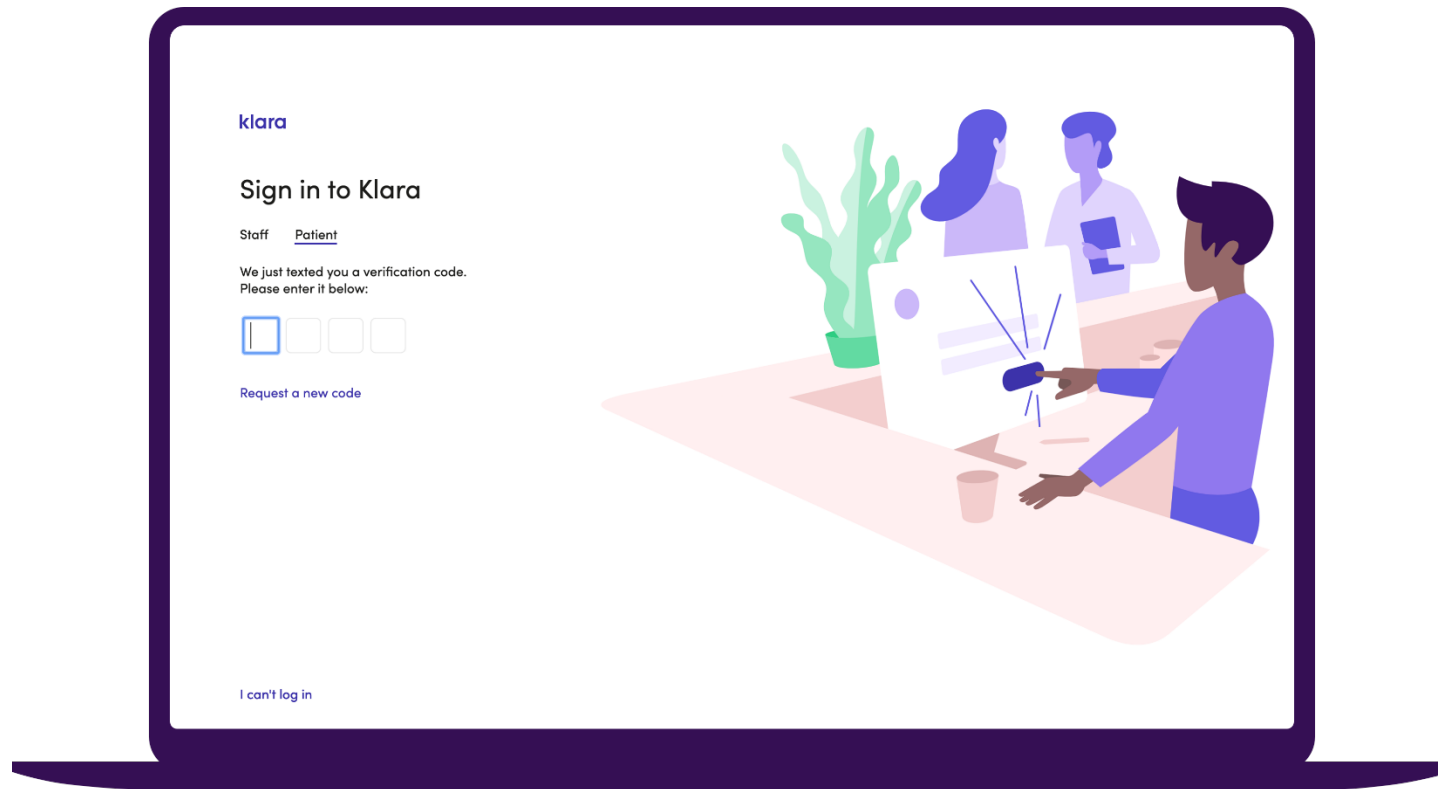 klara
Sign in to Klara
Staff Patient
We just texted you a verification code.
Please enter it below:
Request a new code
I can't log in